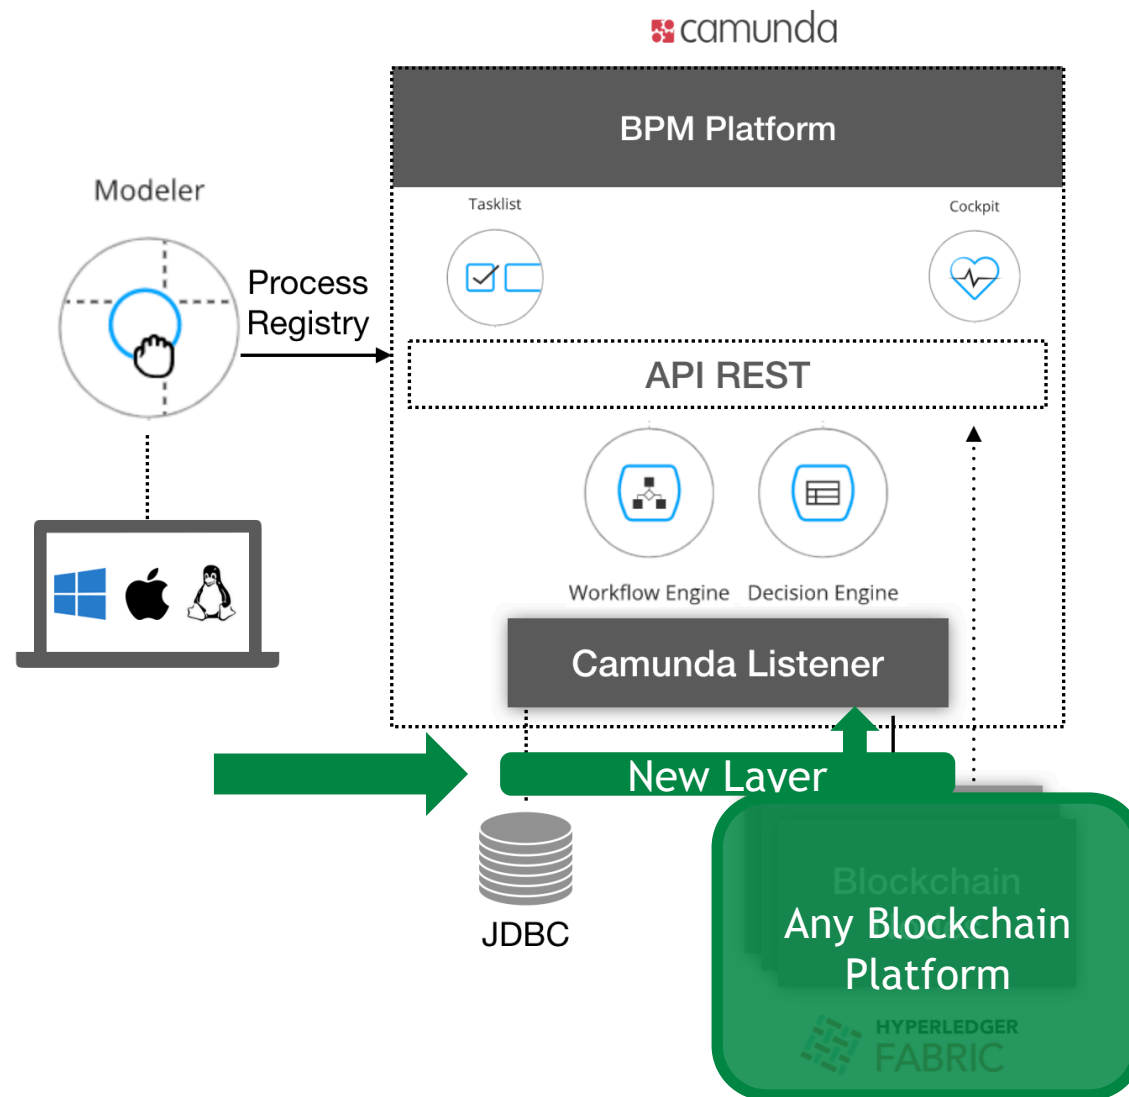 camunda
BPM Platform
Modeler
Tasklist
Cockpit
Process
Registry
API REST
Workflow Engine
Decision Engine
Camunda Listener
New Layer
JDBC
Blockchain
Any Blockchain
Platform
HYPERLEDGER
FABRIC